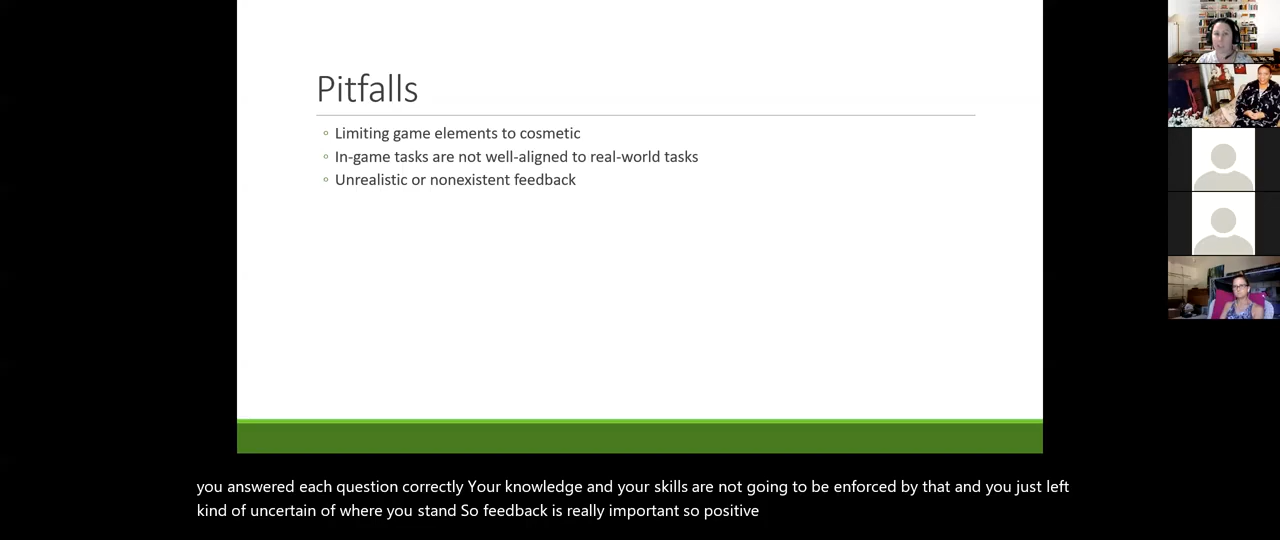 Pitfalls
◦ Limiting game elements to cosmetic
◦ In-game tasks are not well-aligned to real-world tasks
◦ Unrealistic or nonexistent feedback
you answered each question correctly Your knowledge and your skills are not going to be enforced by that and you just left
kind of uncertain of where you stand So feedback is really important so positive